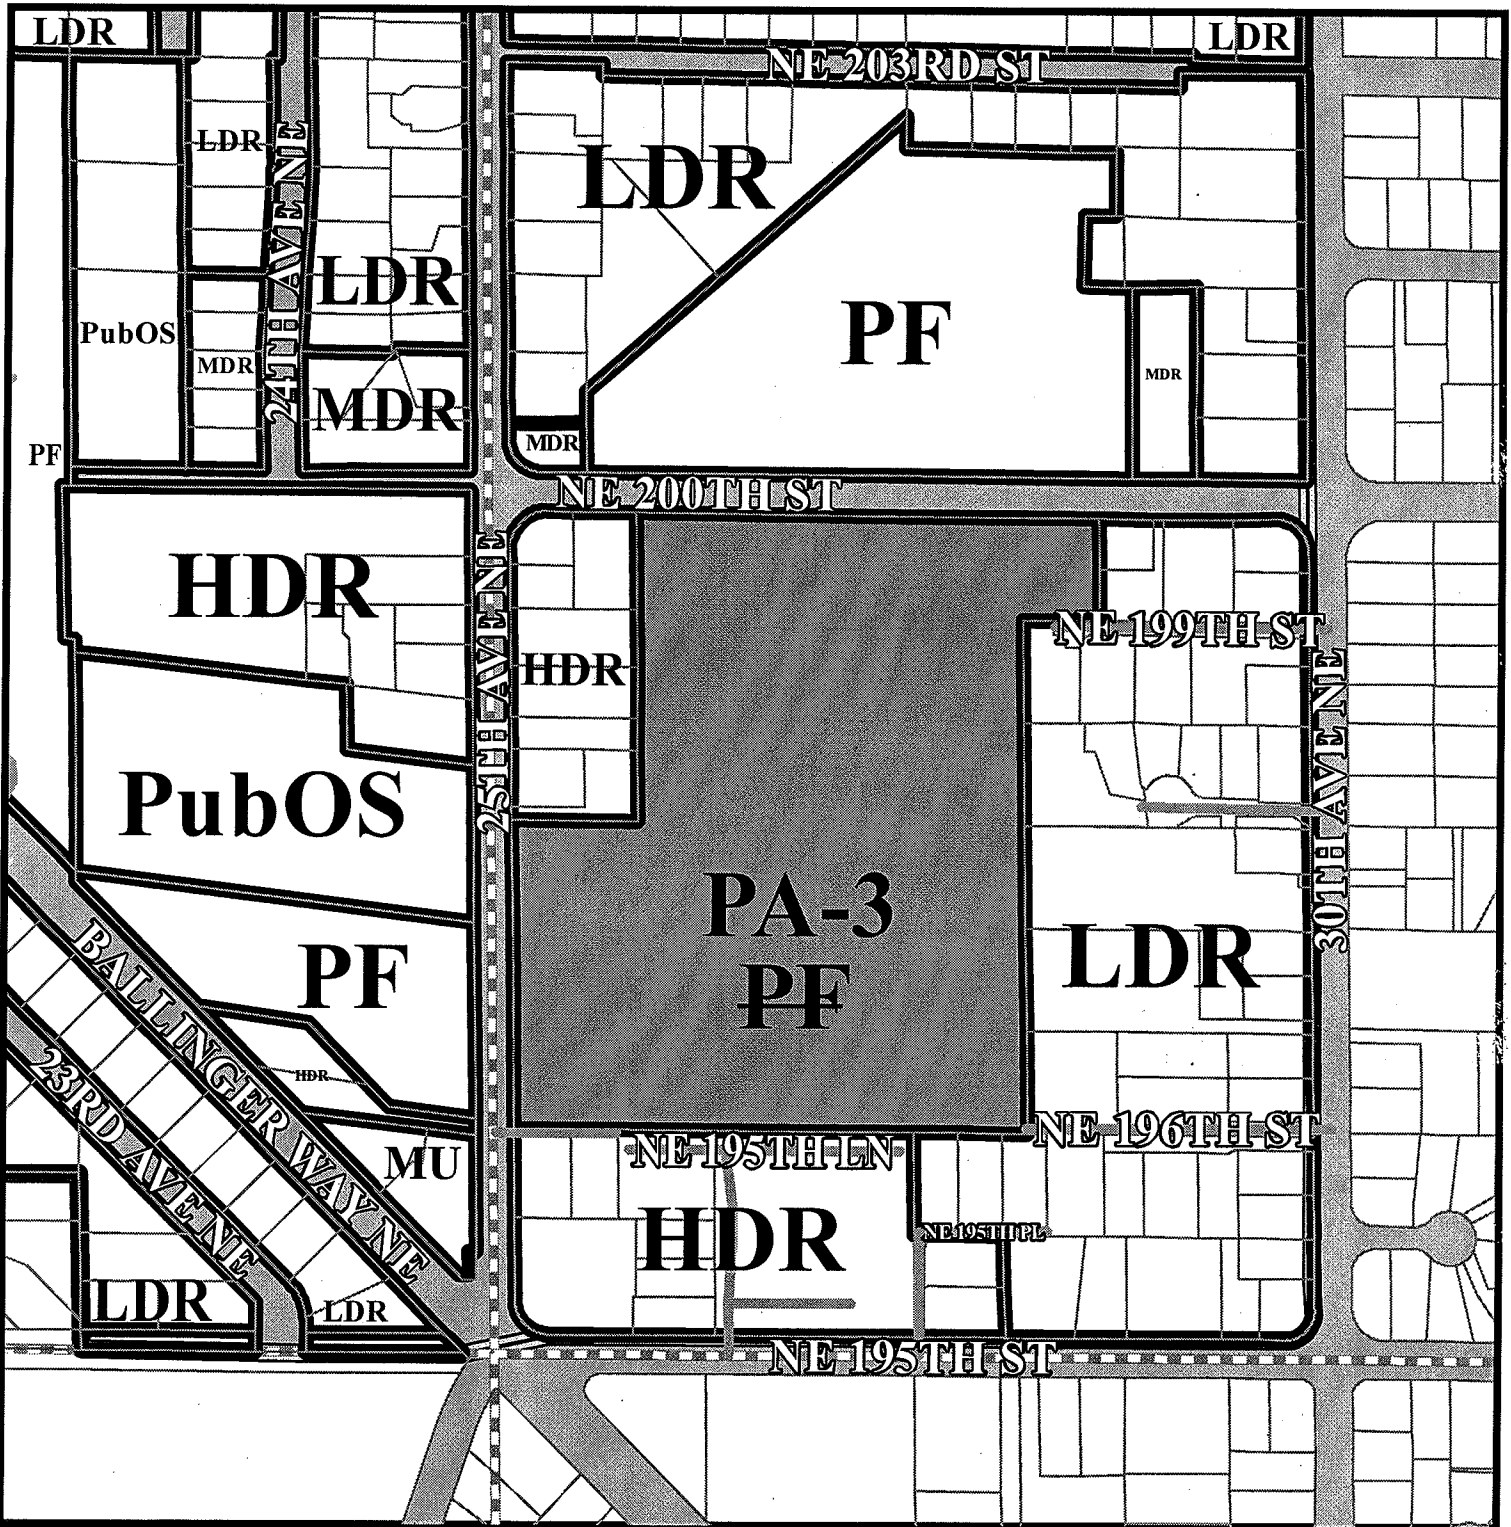 LDR
LDR
NE 203RD ST
LDR
24TH AVE NE
LDR
LDR
LDR
PF
PubOS
MDR
MDR
MDR
MDR
PF
NE 200TH ST
HDR
25TH AVE NE
HDR
NE 199TH ST
30TH AVE NE
PubOS
PA-3
PF
LDR
PF
BALLINGER WAY NE
HDR
23RD AVE NE
MU
NE 195TH LN
NE 196TH ST
HDR
NE 195TH PL
LDR
LDR
NE 195TH ST